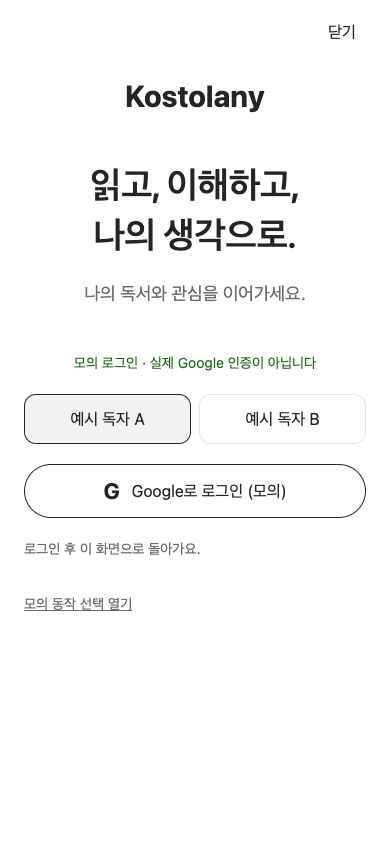 닫기
Kostolany
읽고, 이해하고,
나의 생각으로.
나의 독서와 관심을 이어가세요.
모의 로그인 · 실제 Google 인증이 아닙니다
예시 독자 A
예시 독자 B
G Google로 로그인 (모의)
로그인 후 이 화면으로 돌아가요.
모의 동작 선택 열기